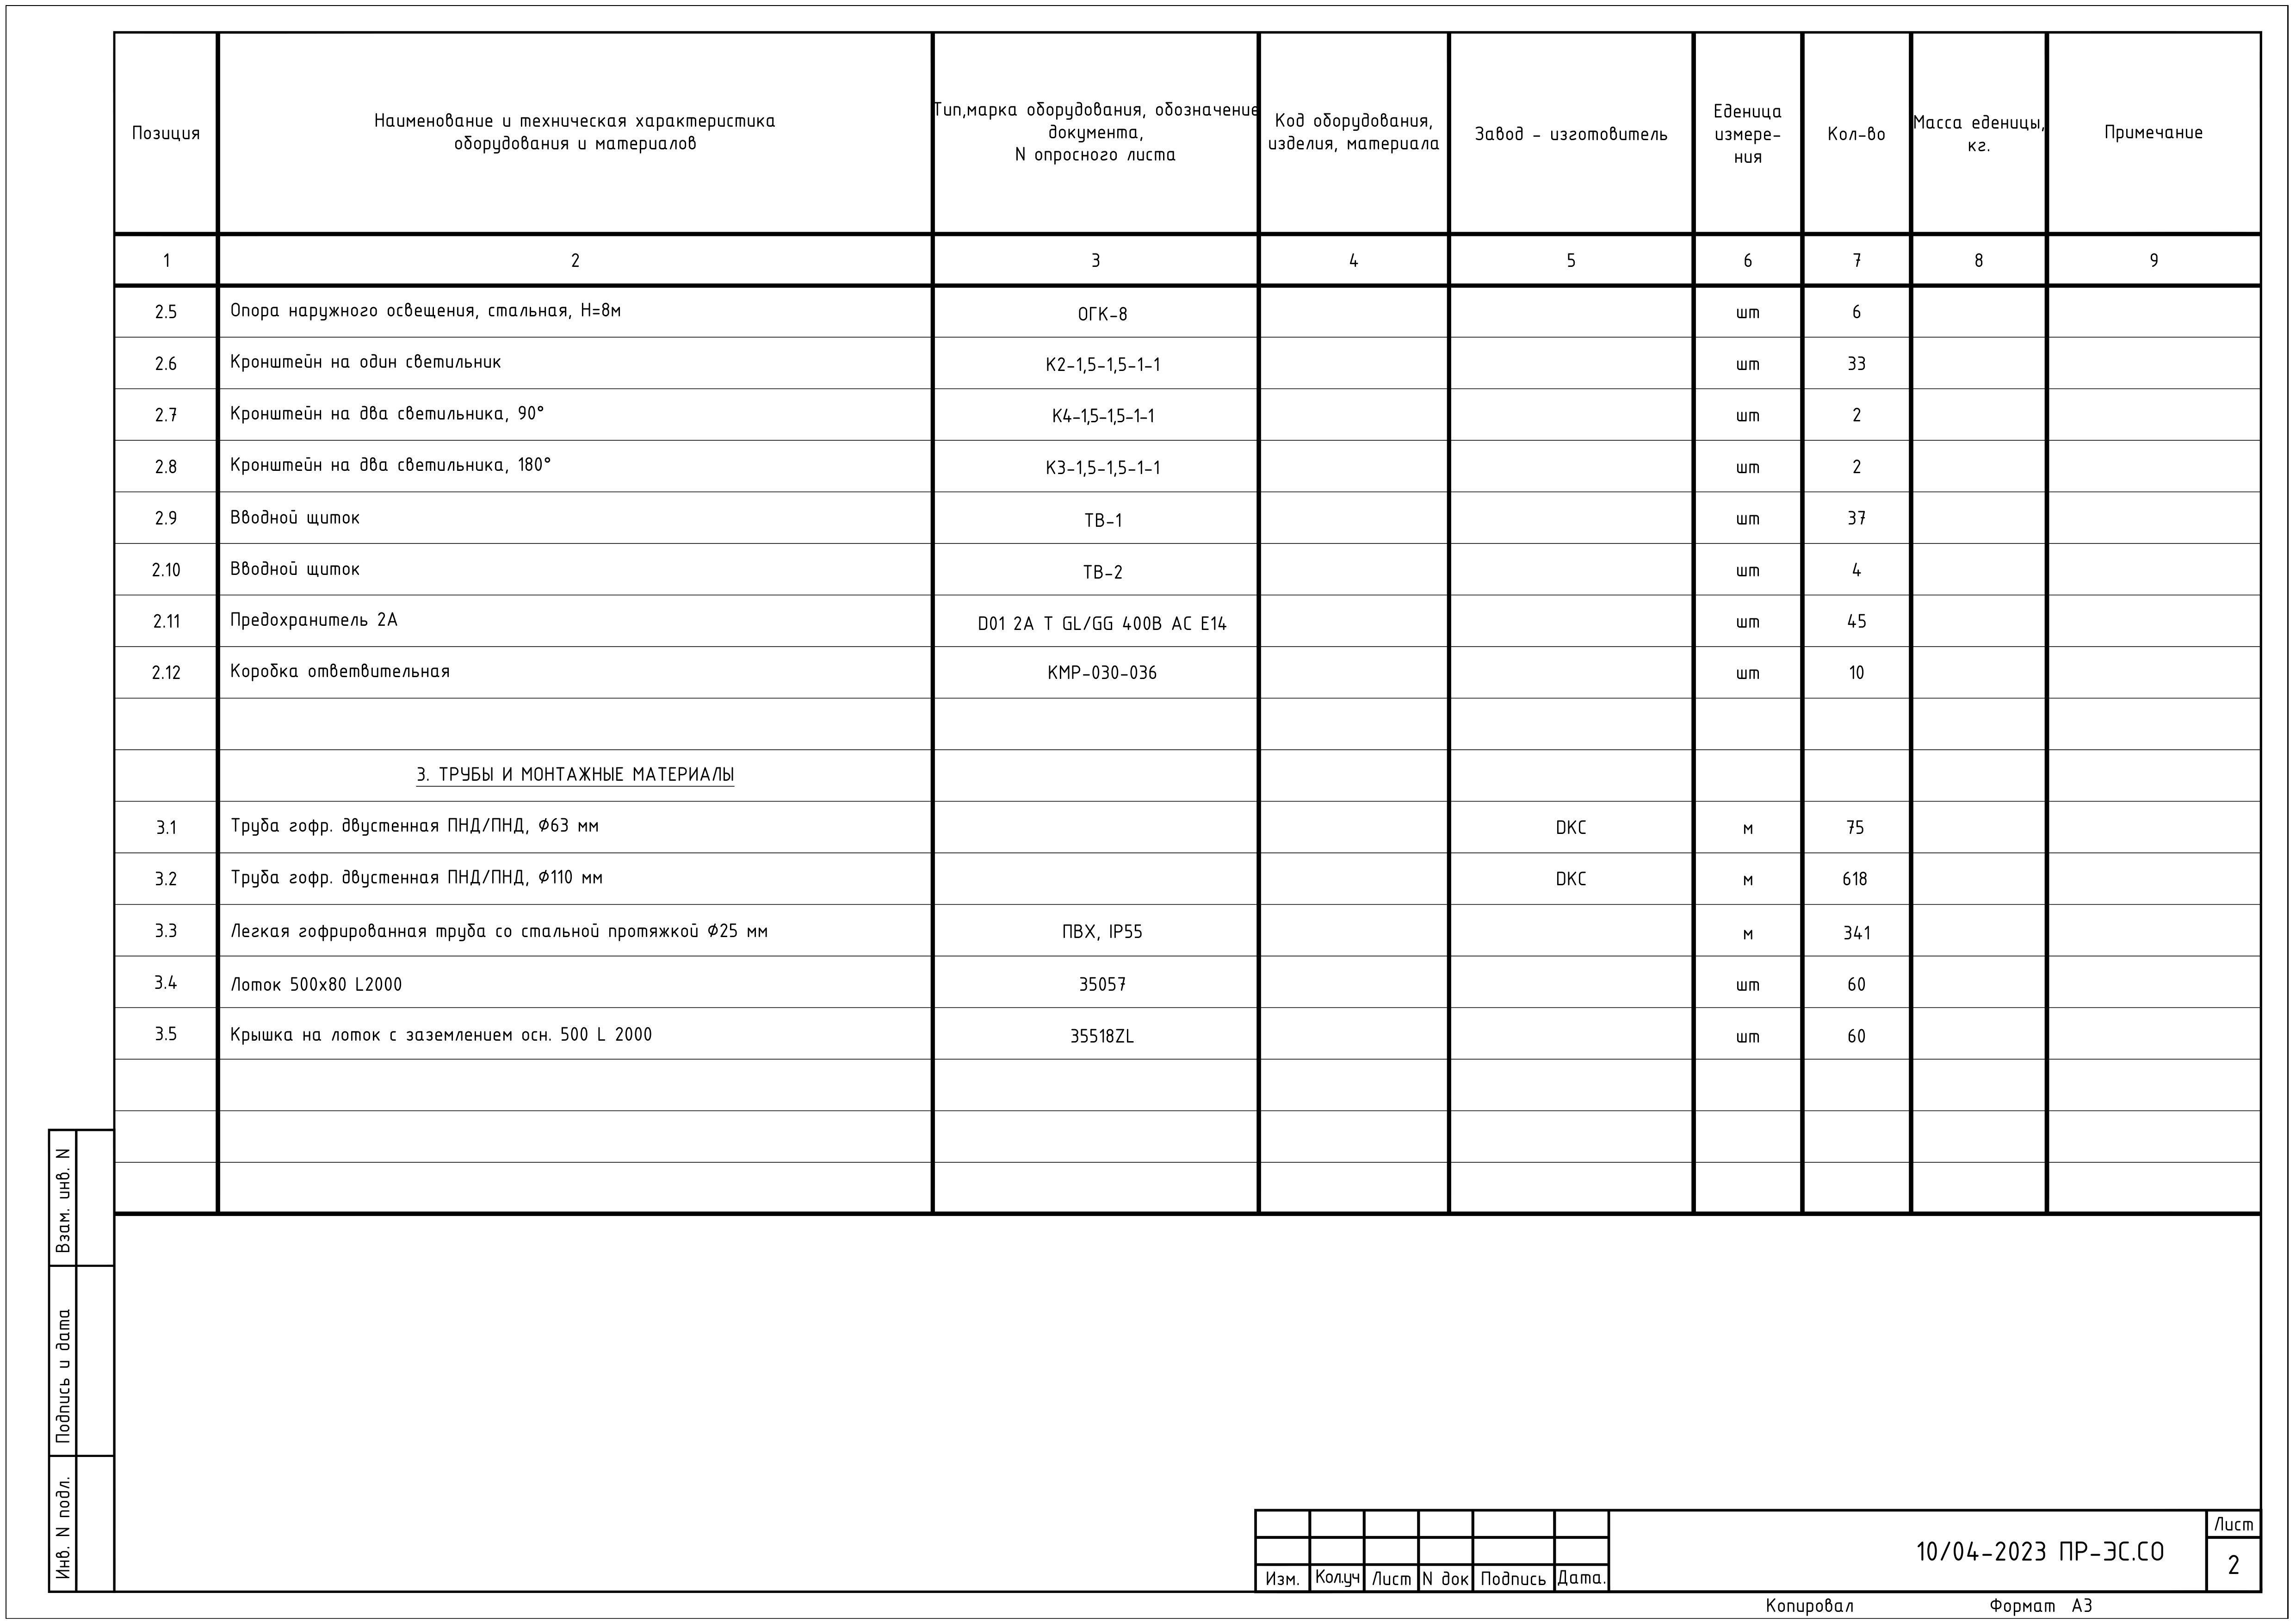 Позиция
Наименование и техническая характеристика
оборудования и материалов
Тип,марка оборудования, обозначение
документа,
N опросного листа
Код оборудования,
изделия, материала
Завод - изготовитель
Еденица
измере-
ния
Кол-во
Масса еденицы,
кг.
Примечание
1 2 3 4 5 6 7 8 9
2.5 Опора наружного освещения, стальная, Н=8м ОГК-8 шт 6
2.6 Кронштейн на один светильник К2-1,5-1,5-1-1 шт 33
2.7 Кронштейн на два светильника, 90° К4-1,5-1,5-1-1 шт 2
2.8 Кронштейн на два светильника, 180° К3-1,5-1,5-1-1 шт 2
2.9 Вводной щиток ТВ-1 шт 37
2.10 Вводной щиток ТВ-2 шт 4
2.11 Предохранитель 2А D01 2А Т GL/GG 400В AC E14 шт 45
2.12 Коробка ответвительная КМР-030-036 шт 10
3. ТРУБЫ И МОНТАЖНЫЕ МАТЕРИАЛЫ
3.1 Труба гофр. двустенная ПНД/ПНД, Ø63 мм DKC м 75
3.2 Труба гофр. двустенная ПНД/ПНД, Ø110 мм DKC м 618
3.3 Легкая гофрированная труба со стальной протяжкой Ø25 мм ПВХ, IP55 м 341
3.4 Лоток 500х80 L2000 35057 шт 60
3.5 Крышка на лоток с заземлением осн. 500 L 2000 35518ZL шт 60
Взам. инв. N
Подпись и дата
Инв. N подл.
Изм. Кол.уч Лист N док Подпись Дата.
10/04-2023 ПР-ЭС.СО
Лист
2
Копировал Формат А3